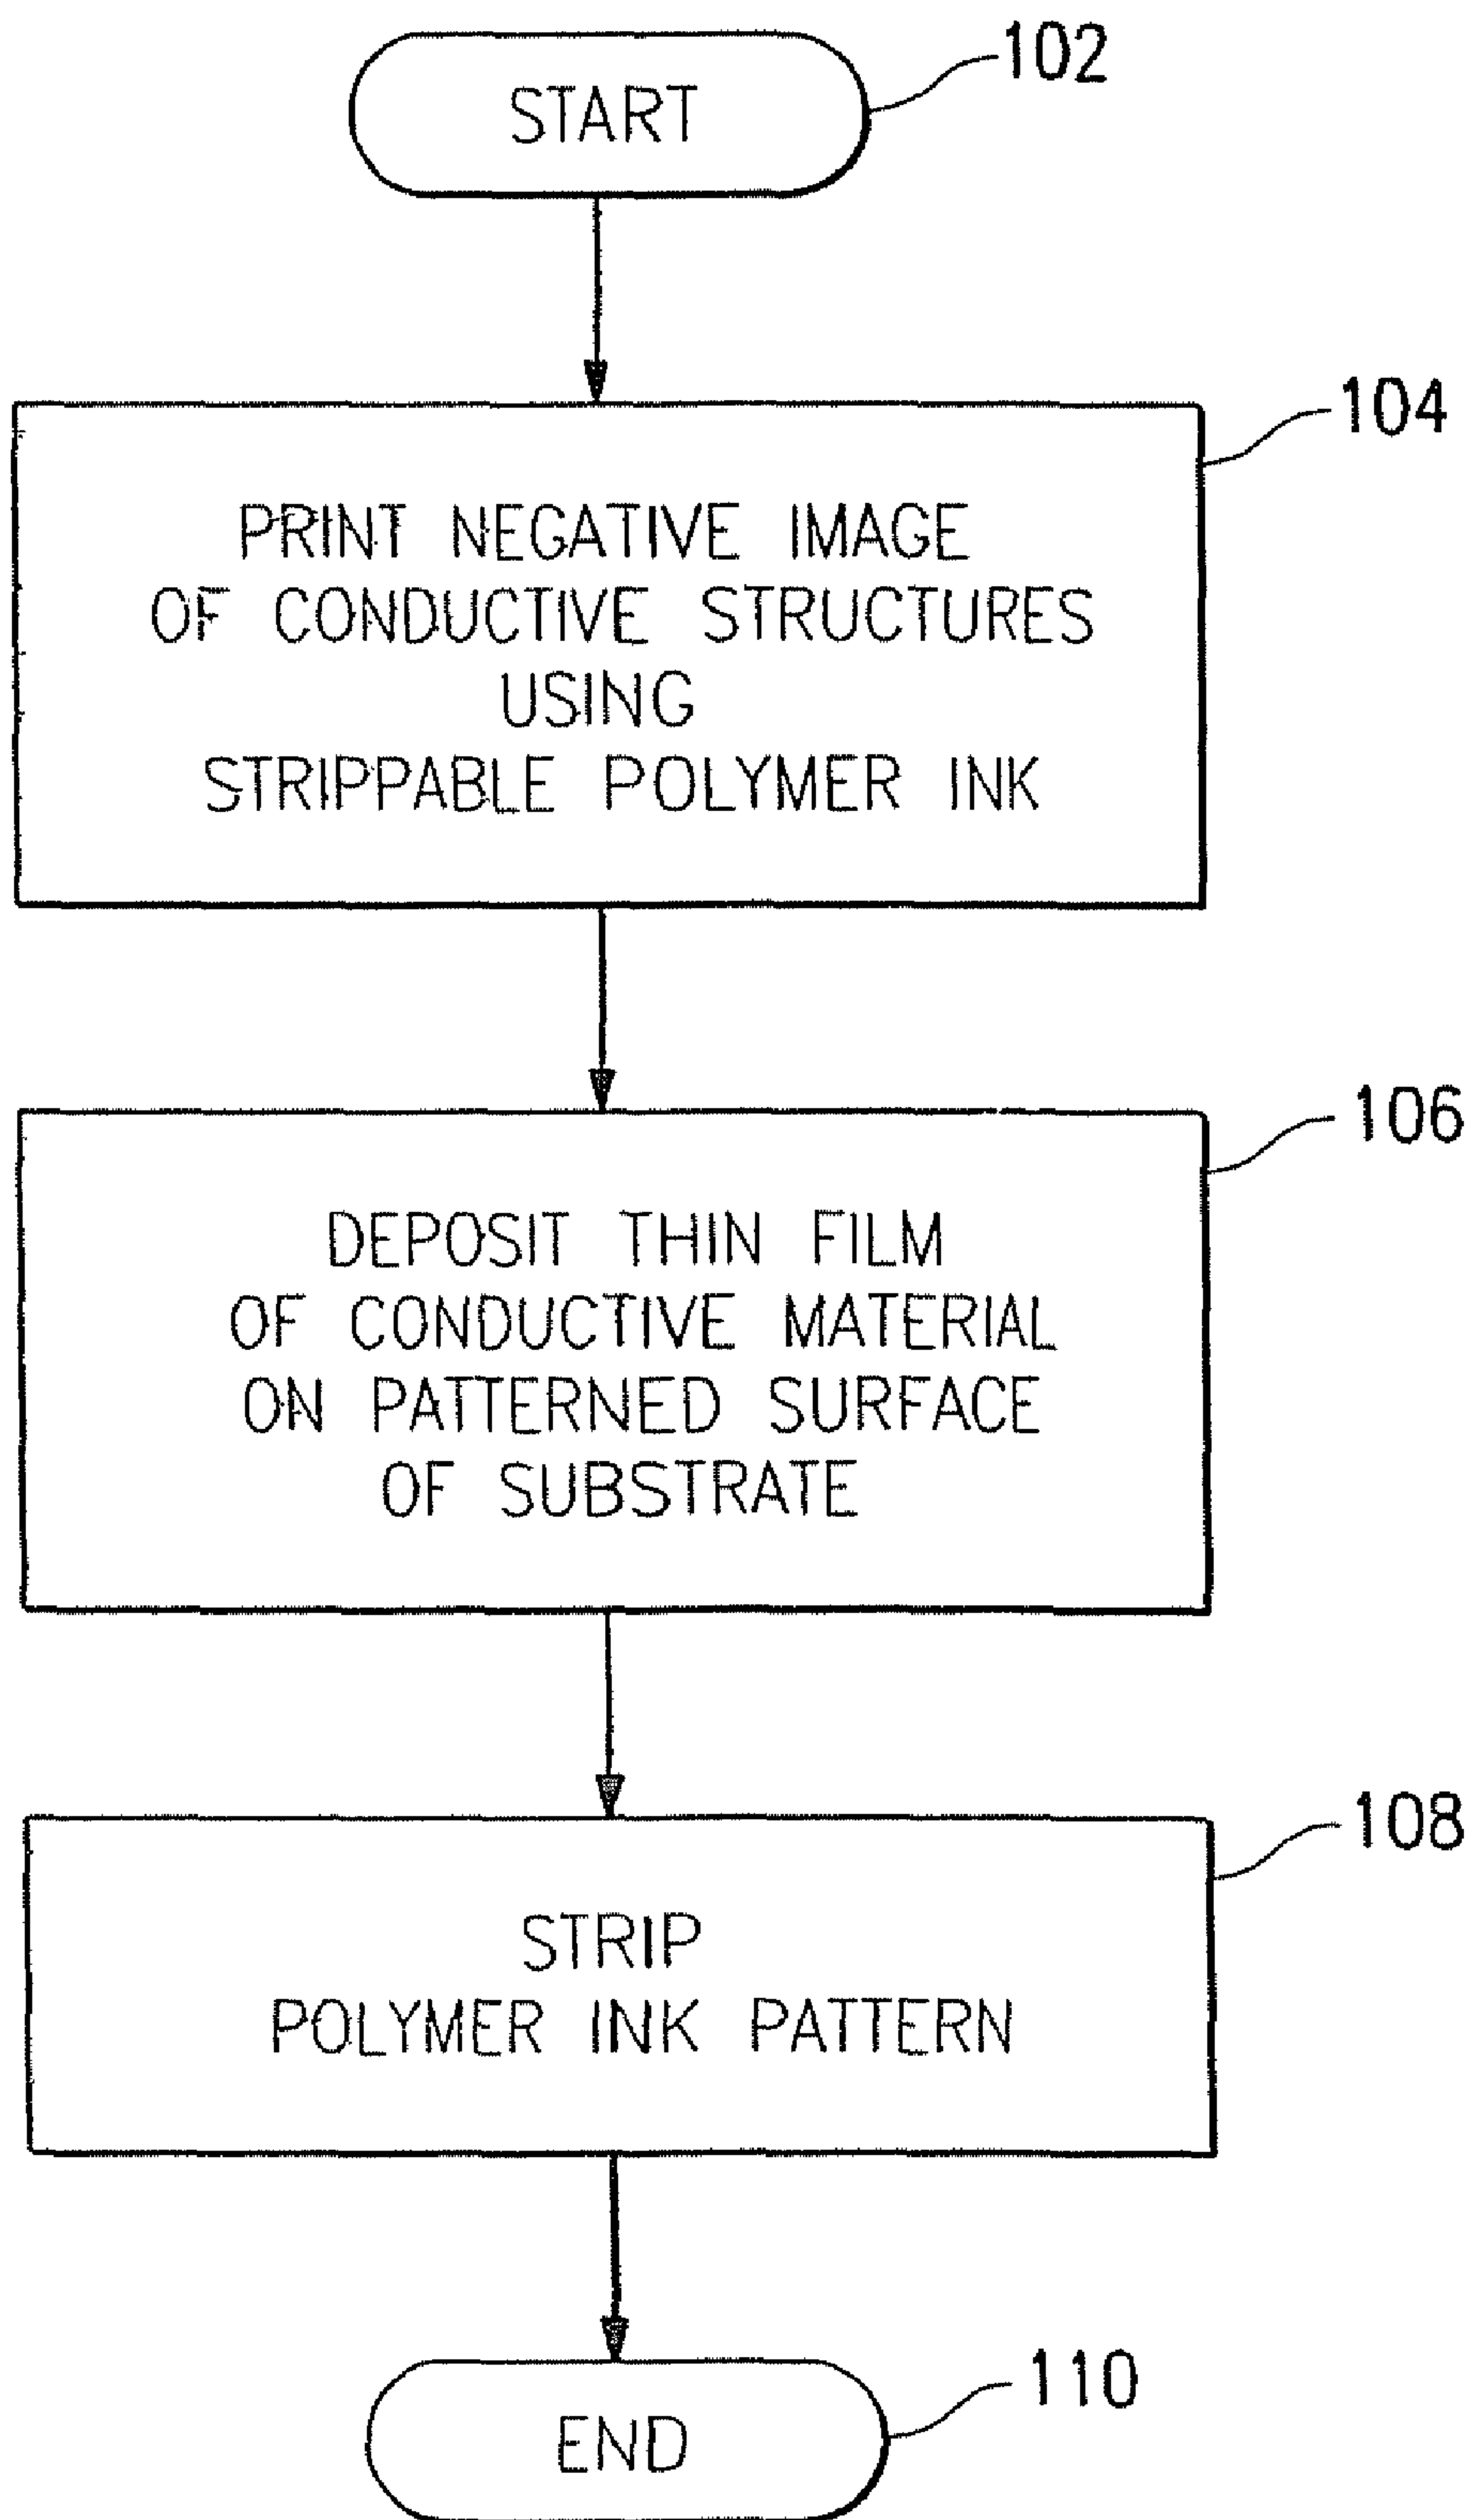 102
START
104
PRINT NEGATIVE IMAGE
OF CONDUCTIVE STRUCTURES
USING
STRIPPABLE POLYMER INK
106
DEPOSIT THIN FILM
OF CONDUCTIVE MATERIAL
ON PATTERNED SURFACE
OF SUBSTRATE
108
STRIP
POLYMER INK PATTERN
110
END